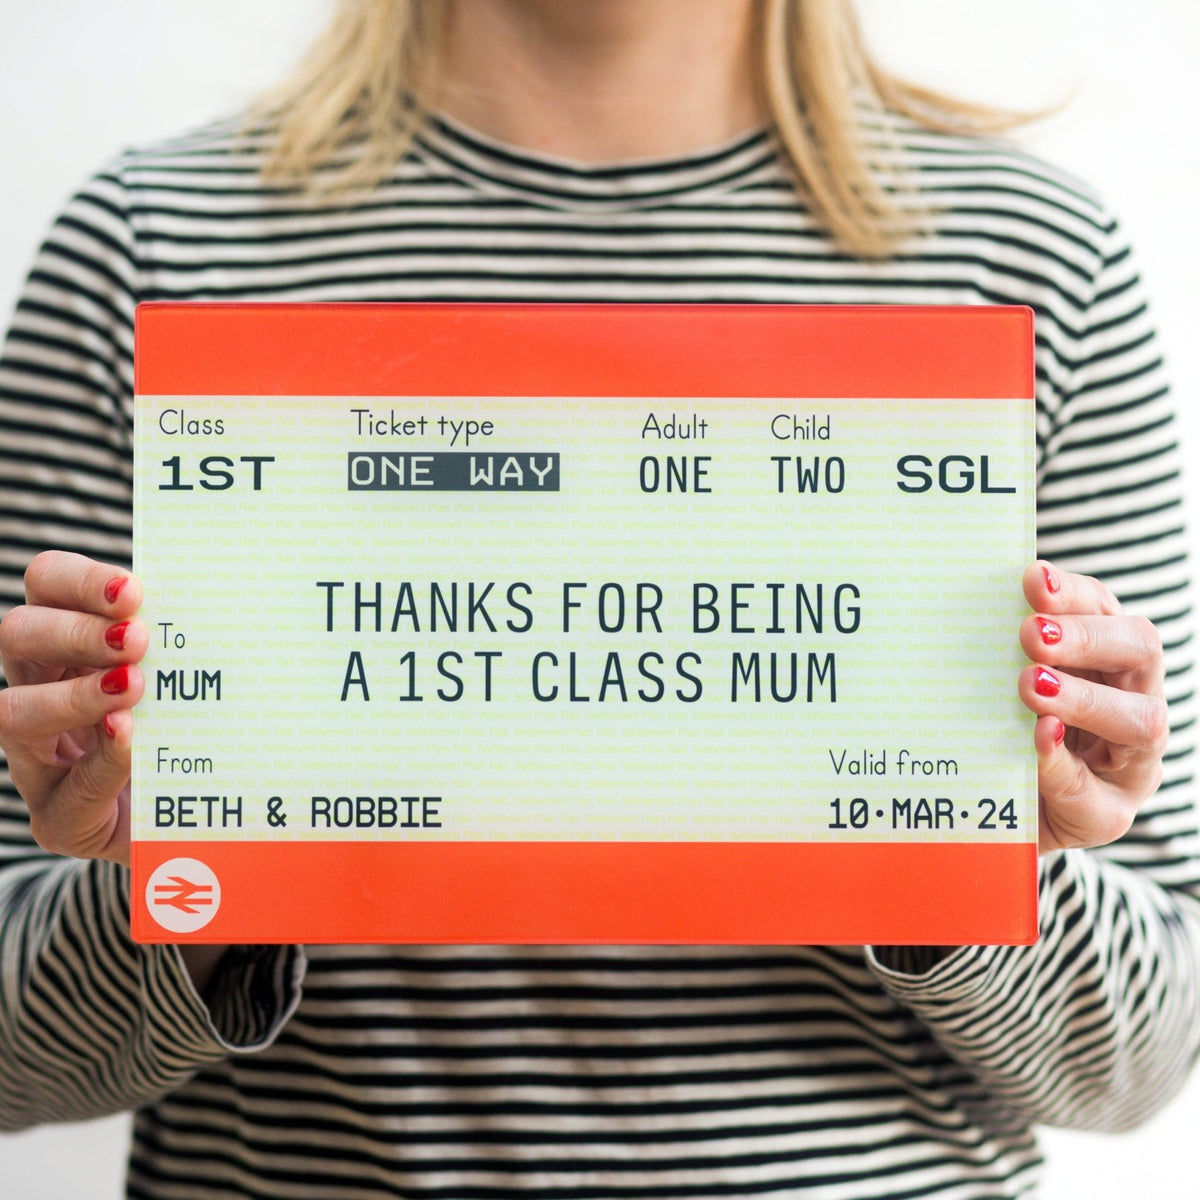 Class Ticket type Adult Child
1ST ONE WAY ONE TWO SGL
THANKS FOR BEING
A 1ST CLASS MUM
To
MUM
From
BETH & ROBBIE
Valid from
10·MAR·24